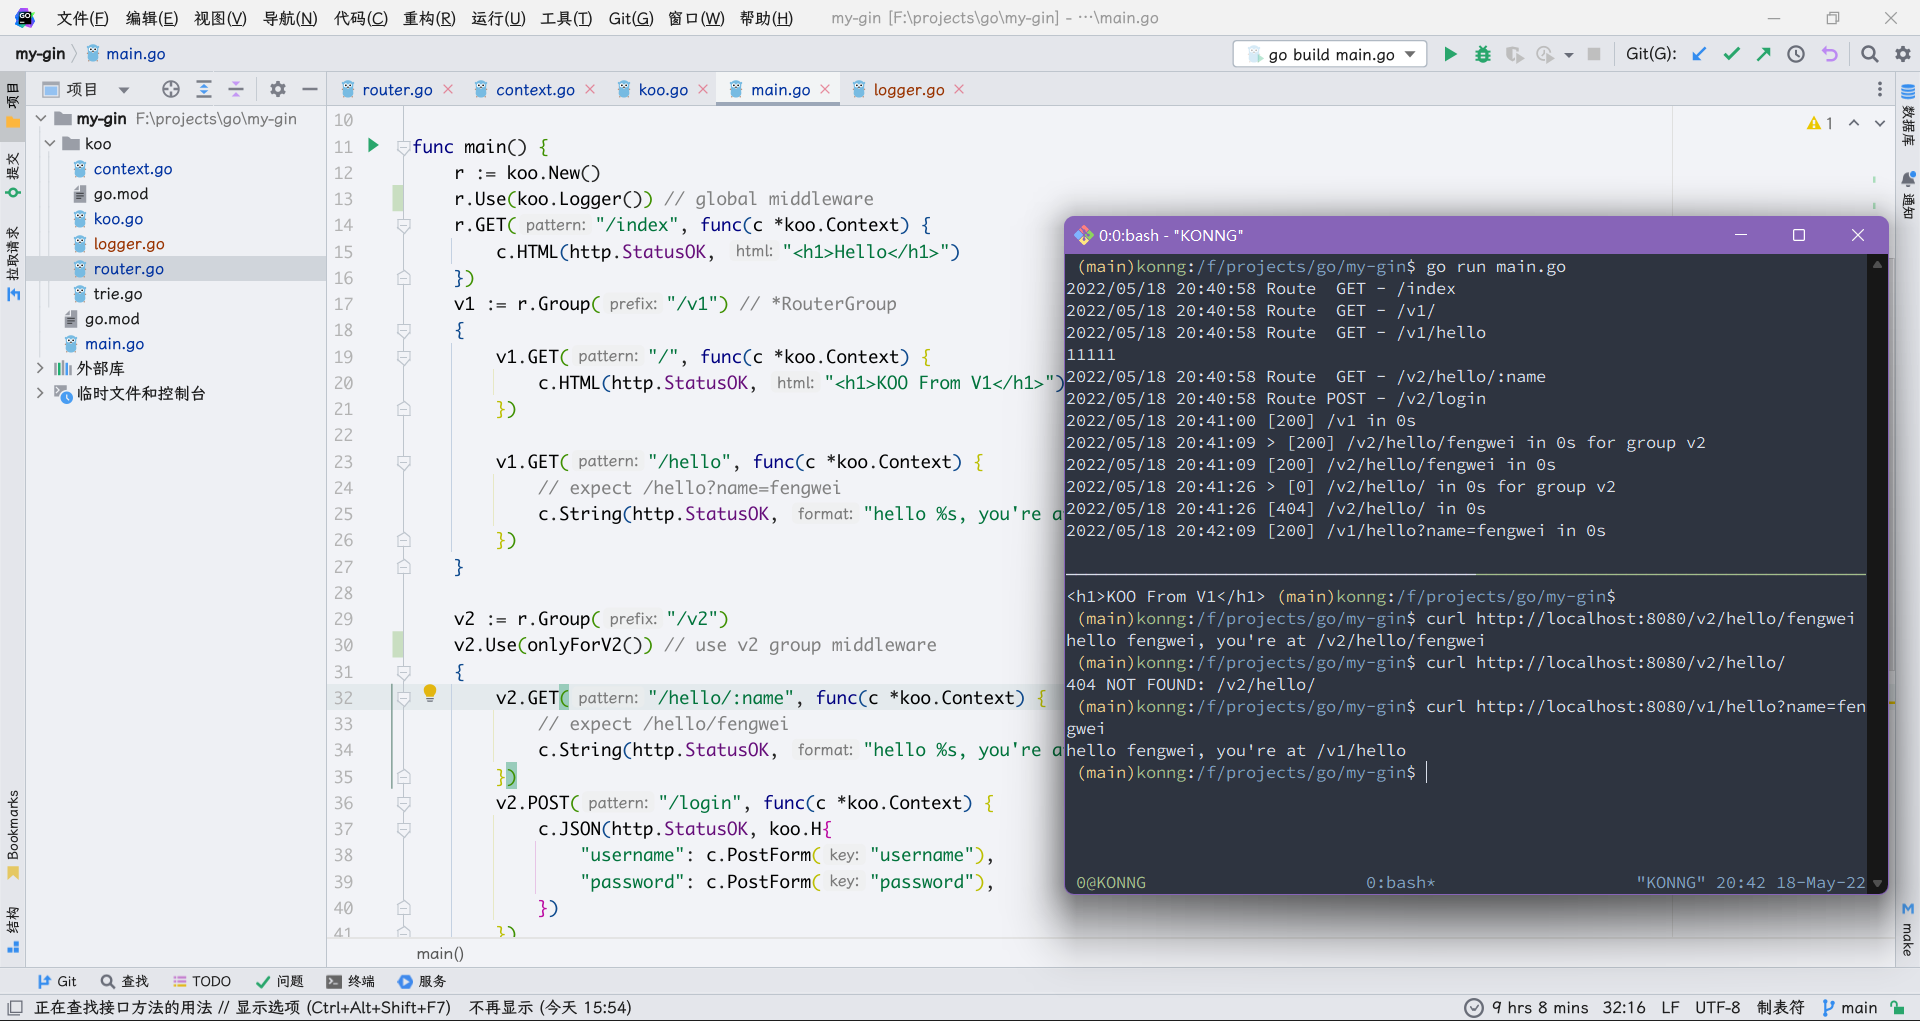 文件(F) 编辑(E) 视图(V) 导航(N) 代码(C) 重构(R) 运行(U) 工具(T) Git(G) 窗口(W) 帮助(H) my-gin [F:\projects\go\my-gin] - ...\main.go
my-gin main.go go build main.go Git(G):
项目
router.go context.go koo.go main.go logger.go
my-gin F:\projects\go\my-gin
koo
context.go
go.mod
koo.go
logger.go
router.go
trie.go
go.mod
main.go
外部库
临时文件和控制台
项目
提交
拉取请求
Bookmarks
结构
10
11 func main() {
12 r := koo.New()
13 r.Use(koo.Logger()) // global middleware
14 r.GET( pattern: "/index", func(c *koo.Context) {
15 c.HTML(http.StatusOK, html: "<h1>Hello</h1>")
16 })
17 v1 := r.Group( prefix: "/v1") // *RouterGroup
18 {
19 v1.GET( pattern: "/", func(c *koo.Context) {
20 c.HTML(http.StatusOK, html: "<h1>KOO From V1</h1>")
21 })
22
23 v1.GET( pattern: "/hello", func(c *koo.Context) {
24 // expect /hello?name=fengwei
25 c.String(http.StatusOK, format: "hello %s, you're a
26 })
27 }
28
29 v2 := r.Group( prefix: "/v2")
30 v2.Use(onlyForV2()) // use v2 group middleware
31 {
32 v2.GET( pattern: "/hello/:name", func(c *koo.Context) {
33 // expect /hello/fengwei
34 c.String(http.StatusOK, format: "hello %s, you're a
35 })
36 v2.POST( pattern: "/login", func(c *koo.Context) {
37 c.JSON(http.StatusOK, koo.H{
38 "username": c.PostForm( key: "username"),
39 "password": c.PostForm( key: "password"),
40 })
41 })
main()
1
数据库
通知
make
0:0:bash - "KONNG"
(main)konng:/f/projects/go/my-gin$ go run main.go
2022/05/18 20:40:58 Route  GET - /index
2022/05/18 20:40:58 Route  GET - /v1/
2022/05/18 20:40:58 Route  GET - /v1/hello
11111
2022/05/18 20:40:58 Route  GET - /v2/hello/:name
2022/05/18 20:40:58 Route POST - /v2/login
2022/05/18 20:41:00 [200] /v1 in 0s
2022/05/18 20:41:09 > [200] /v2/hello/fengwei in 0s for group v2
2022/05/18 20:41:09 [200] /v2/hello/fengwei in 0s
2022/05/18 20:41:26 > [0] /v2/hello/ in 0s for group v2
2022/05/18 20:41:26 [404] /v2/hello/ in 0s
2022/05/18 20:42:09 [200] /v1/hello?name=fengwei in 0s
<h1>KOO From V1</h1> (main)konng:/f/projects/go/my-gin$
(main)konng:/f/projects/go/my-gin$ curl http://localhost:8080/v2/hello/fengwei
hello fengwei, you're at /v2/hello/fengwei
(main)konng:/f/projects/go/my-gin$ curl http://localhost:8080/v2/hello/
404 NOT FOUND: /v2/hello/
(main)konng:/f/projects/go/my-gin$ curl http://localhost:8080/v1/hello?name=fen
gwei
hello fengwei, you're at /v1/hello
(main)konng:/f/projects/go/my-gin$
0@KONNG 0:bash* "KONNG" 20:42 18-May-22
Git 查找 TODO 问题 终端 服务
正在查找接口方法的用法 // 显示选项 (Ctrl+Alt+Shift+F7) 不再显示 (今天 15:54) 9 hrs 8 mins 32:16 LF UTF-8 制表符 main